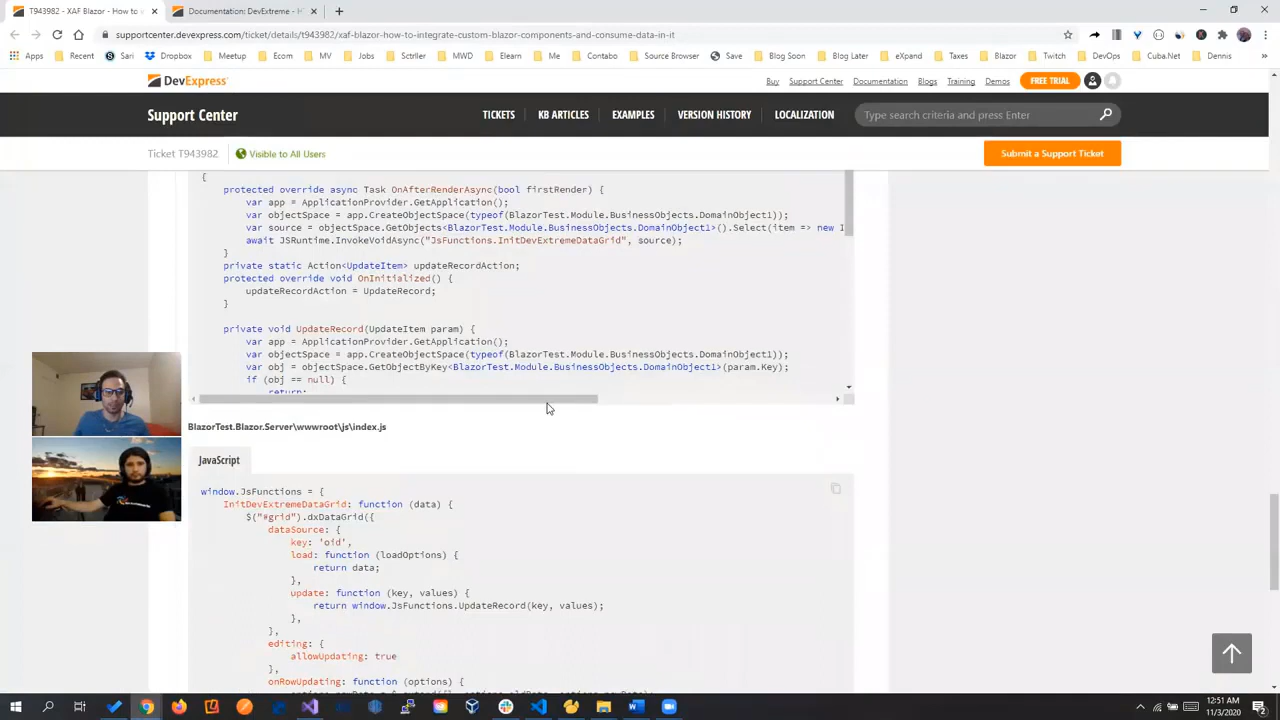 T943982 - XAF Blazor - How to
Documentation: DevExtreme - H
supportcenter.devexpress.com/ticket/details/t943982/xaf-blazor-how-to-integrate-custom-blazor-components-and-consume-data-in-it
Apps Recent Sari Dropbox Meetup Ecom MV Jobs Sctrller MWD Elearn Me Contabo Source Browser Save Blog Soon Blog Later eXpand Taxes Blazor Twitch DevOps Cuba.Net Dennis »
DevExpress Buy Support Center Documentation Blogs Training Demos FREE TRIAL
Support Center TICKETS KB ARTICLES EXAMPLES VERSION HISTORY LOCALIZATION Type search criteria and press Enter
Ticket T943982 Visible to All Users Submit a Support Ticket
{
protected override async Task OnAfterRenderAsync(bool firstRender) {
var app = ApplicationProvider.GetApplication();
var objectSpace = app.CreateObjectSpace(typeof(BlazorTest.Module.BusinessObjects.DomainObject1));
var source = objectSpace.GetObjects<BlazorTest.Module.BusinessObjects.DomainObject1>().Select(item => new I
await JSRuntime.InvokeVoidAsync("JsFunctions.InitDevExtremeDataGrid", source);
}
private static Action<UpdateItem> updateRecordAction;
protected override void OnInitialized() {
updateRecordAction = UpdateRecord;
}
private void UpdateRecord(UpdateItem param) {
var app = ApplicationProvider.GetApplication();
var objectSpace = app.CreateObjectSpace(typeof(BlazorTest.Module.BusinessObjects.DomainObject1));
var obj = objectSpace.GetObjectByKey<BlazorTest.Module.BusinessObjects.DomainObject1>(param.Key);
if (obj == null) {
return;
BlazorTest.Blazor.Server\wwwroot\js\index.js
JavaScript
window.JsFunctions = {
InitDevExtremeDataGrid: function (data) {
$("#grid").dxDataGrid({
dataSource: {
key: 'oid',
load: function (loadOptions) {
return data;
},
update: function (key, values) {
return window.JsFunctions.UpdateRecord(key, values);
},
},
editing: {
allowUpdating: true
},
onRowUpdating: function (options) {
12:51 AM
11/3/2020